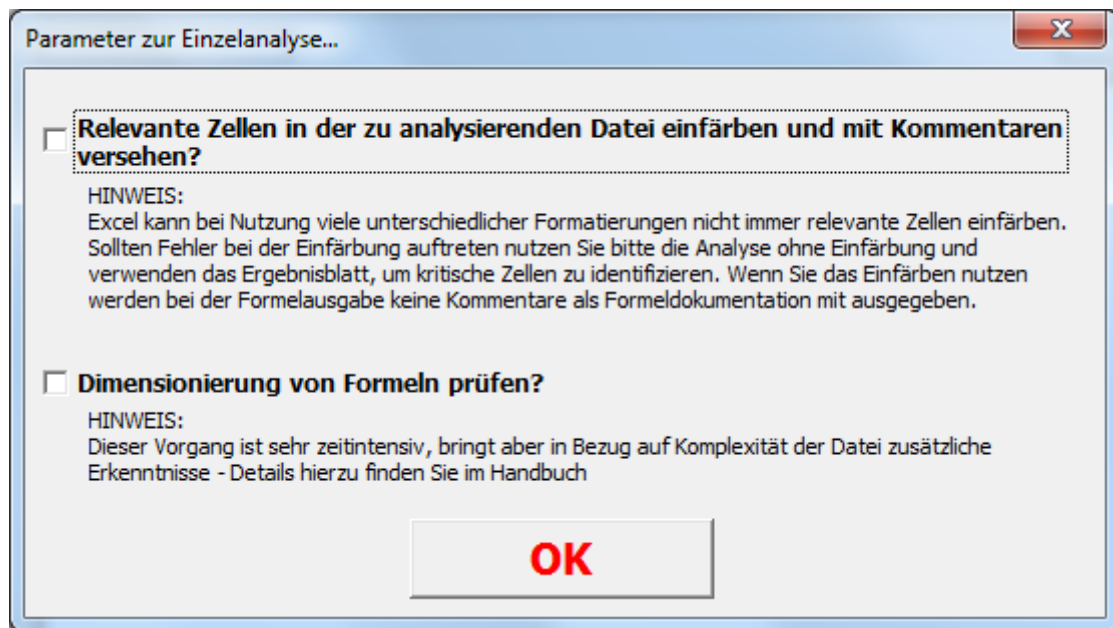 Parameter zur Einzelanalyse...
Relevante Zellen in der zu analysierenden Datei einfärben und mit Kommentaren
versehen?
HINWEIS:
Excel kann bei Nutzung viele unterschiedlicher Formatierungen nicht immer relevante Zellen einfärben.
Sollten Fehler bei der Einfärbung auftreten nutzen Sie bitte die Analyse ohne Einfärbung und
verwenden das Ergebnisblatt, um kritische Zellen zu identifizieren. Wenn Sie das Einfärben nutzen
werden bei der Formelausgabe keine Kommentare als Formeldokumentation mit ausgegeben.
Dimensionierung von Formeln prüfen?
HINWEIS:
Dieser Vorgang ist sehr zeitintensiv, bringt aber in Bezug auf Komplexität der Datei zusätzliche
Erkenntnisse - Details hierzu finden Sie im Handbuch
OK